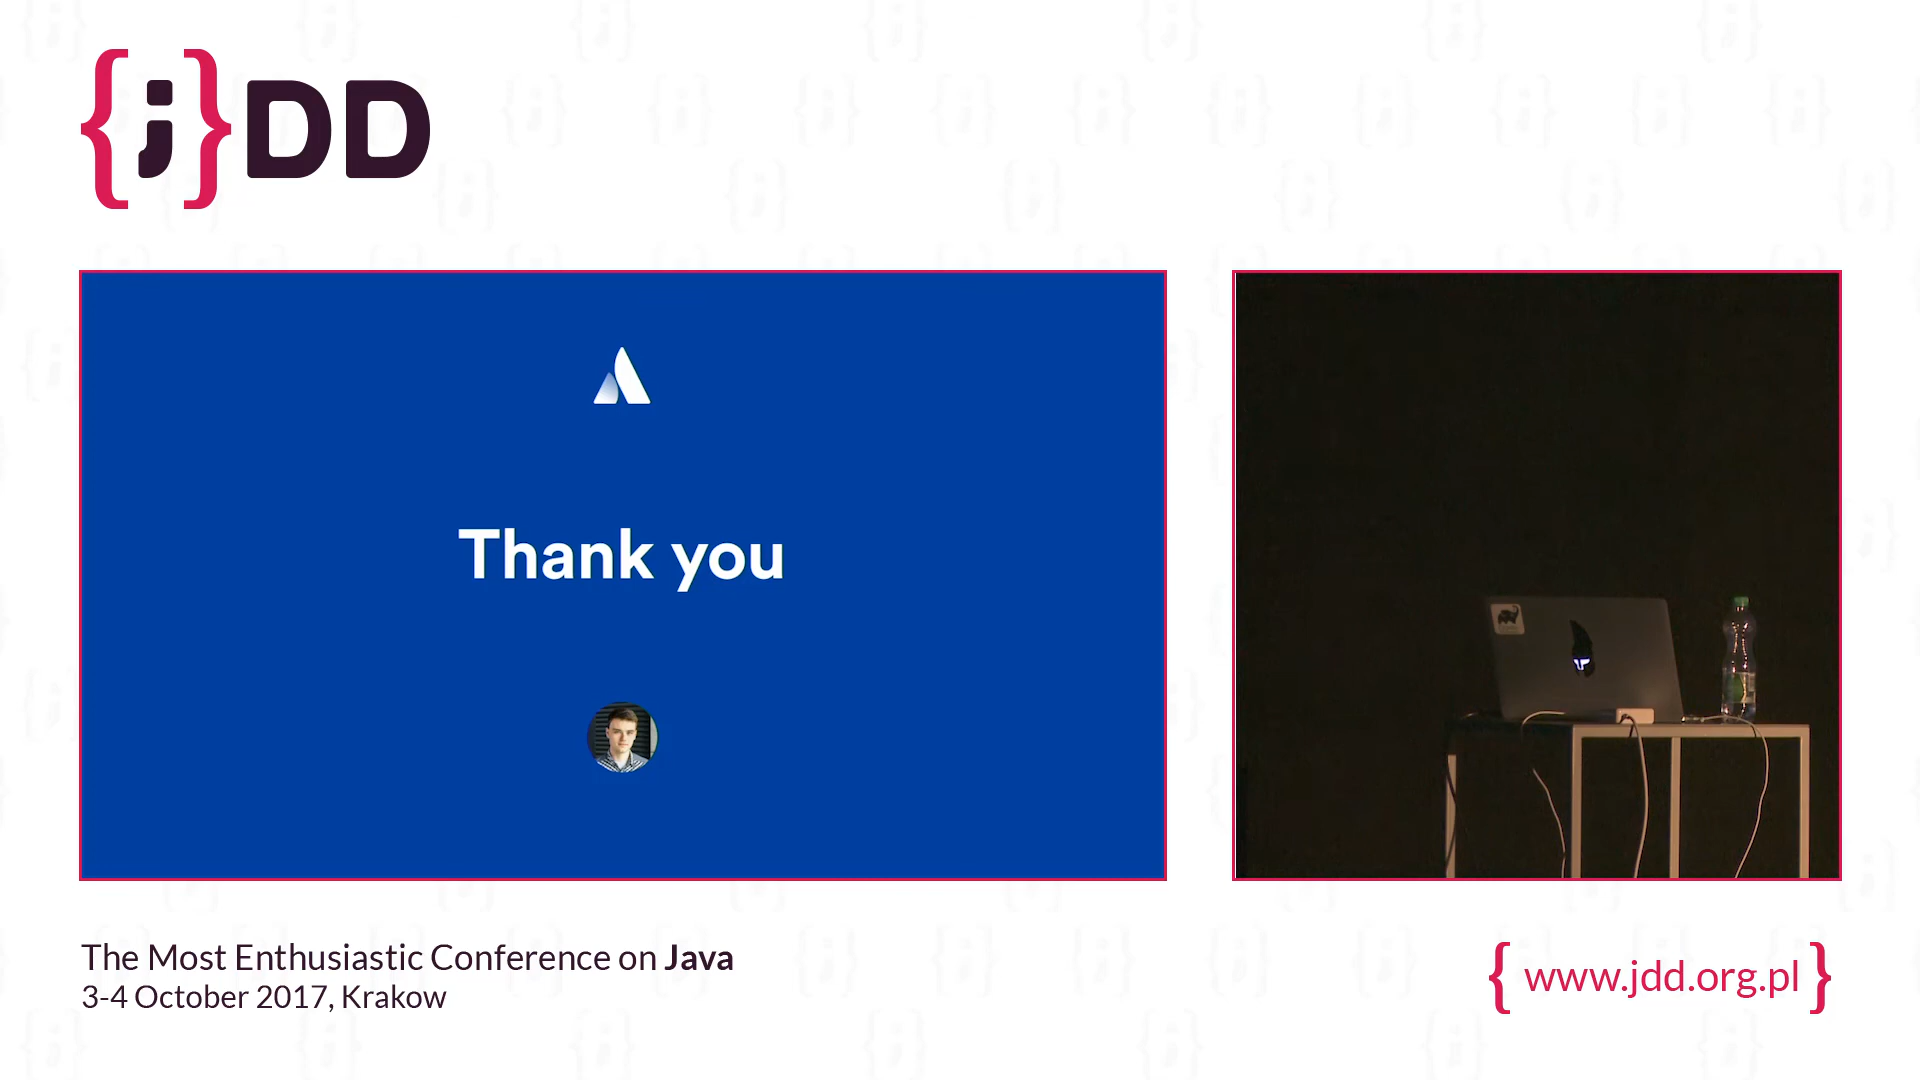 {;}DD
Thank you
The Most Enthusiastic Conference on Java
3-4 October 2017, Krakow
{ www.jdd.org.pl }